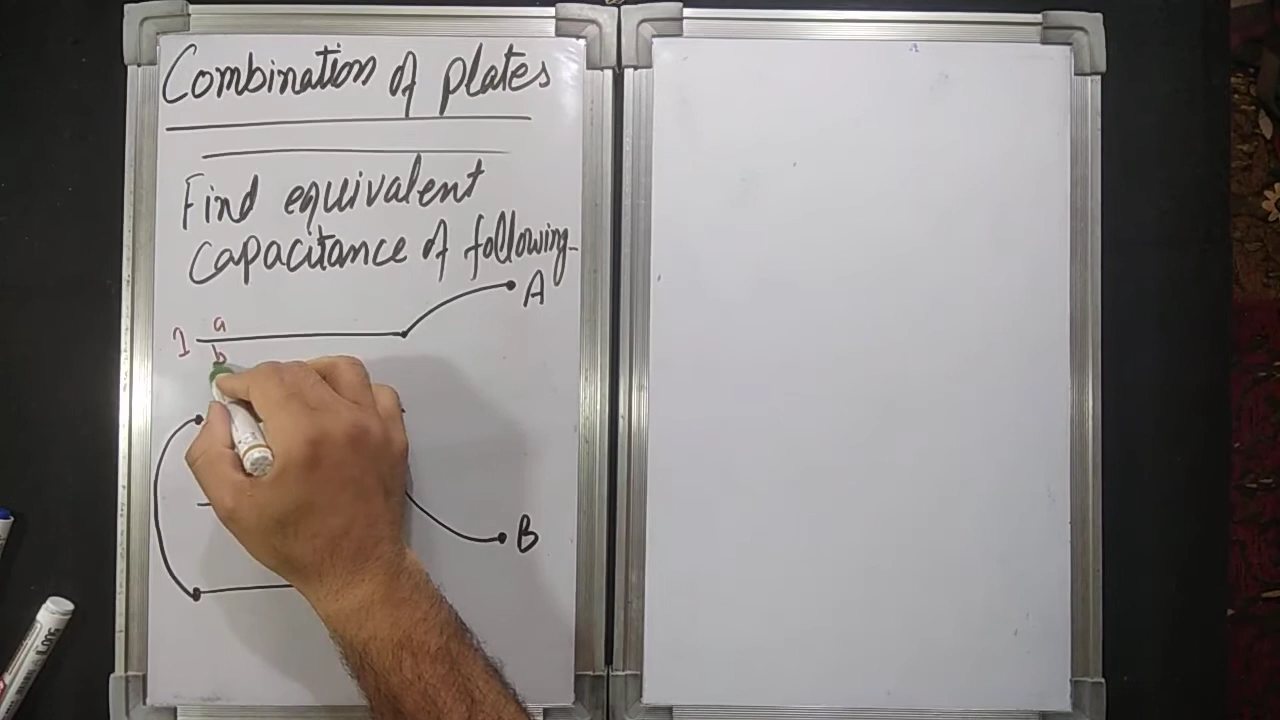 Combination of plates
Find equivalent
capacitance of following
A
1 a
b
B